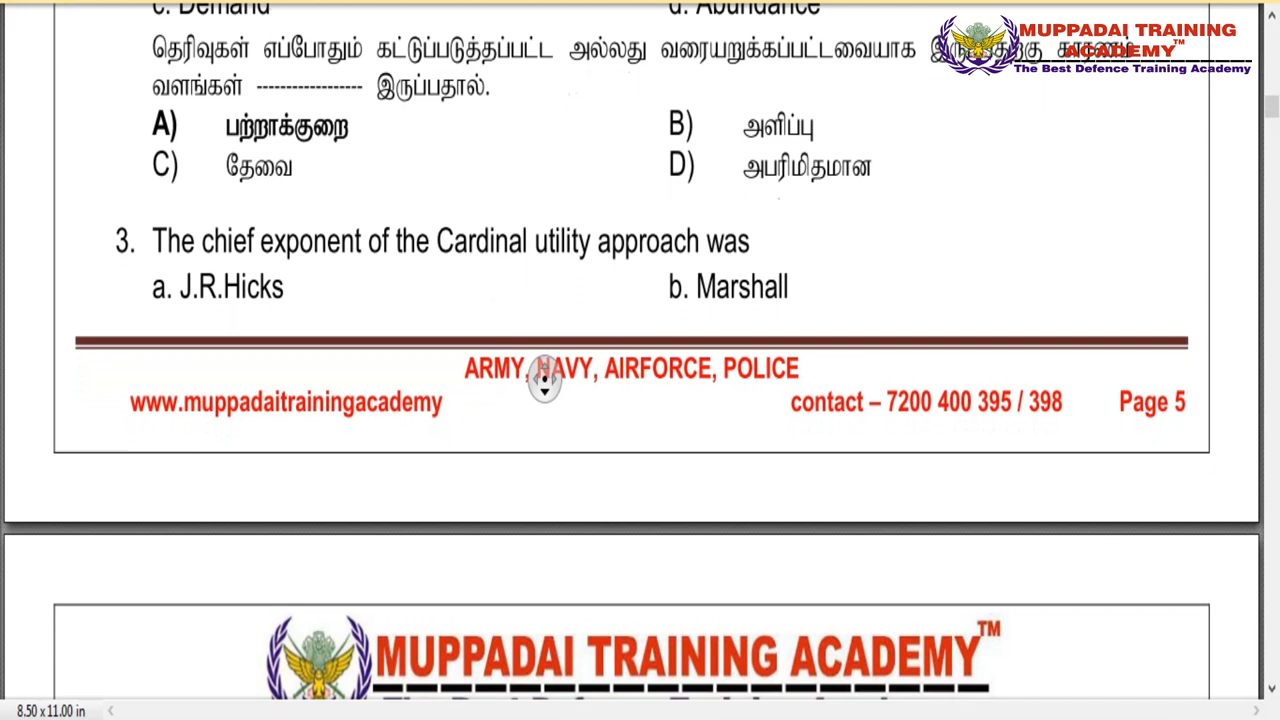 c. Demand d. Abundance
MUPPADAI TRAINING
ACADEMY™
The Best Defence Training Academy
தெரிவுகள் எப்போதும் கட்டுப்படுத்தப்பட்ட அல்லது வரையறுக்கப்பட்டவையாக
வளங்கள் ------------------ இருப்பதால்.
A) பற்றாக்குறை B) அளிப்பு
C) தேவை D) அபரிமிதமான
3. The chief exponent of the Cardinal utility approach was
a. J.R.Hicks b. Marshall
ARMY, NAVY, AIRFORCE, POLICE
www.muppadaitrainingacademy contact – 7200 400 395 / 398 Page 5
MUPPADAI TRAINING ACADEMY™
8.50 x 11.00 in